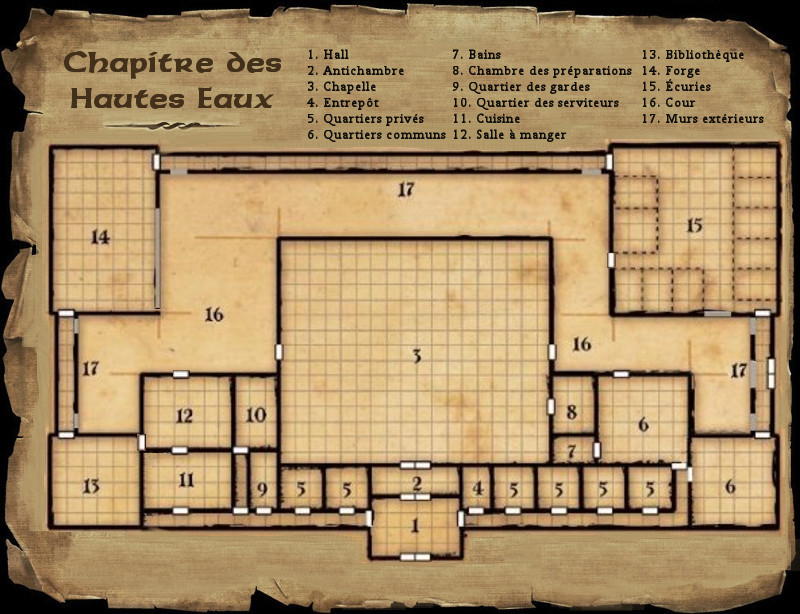 Chapitre des
Hautes Eaux
1. Hall
2. Antichambre
3. Chapelle
4. Entrepôt
5. Quartiers privés
6. Quartiers communs
7. Bains
8. Chambre des préparations
9. Quartier des gardes
10. Quartier des serviteurs
11. Cuisine
12. Salle à manger
13. Bibliothèque
14. Forge
15. Écuries
16. Cour
17. Murs extérieurs
17
14
15
16
3
16
17
17
12
10
8
6
7
11
13
9
5
5
2
4
5
5
5
5
6
1